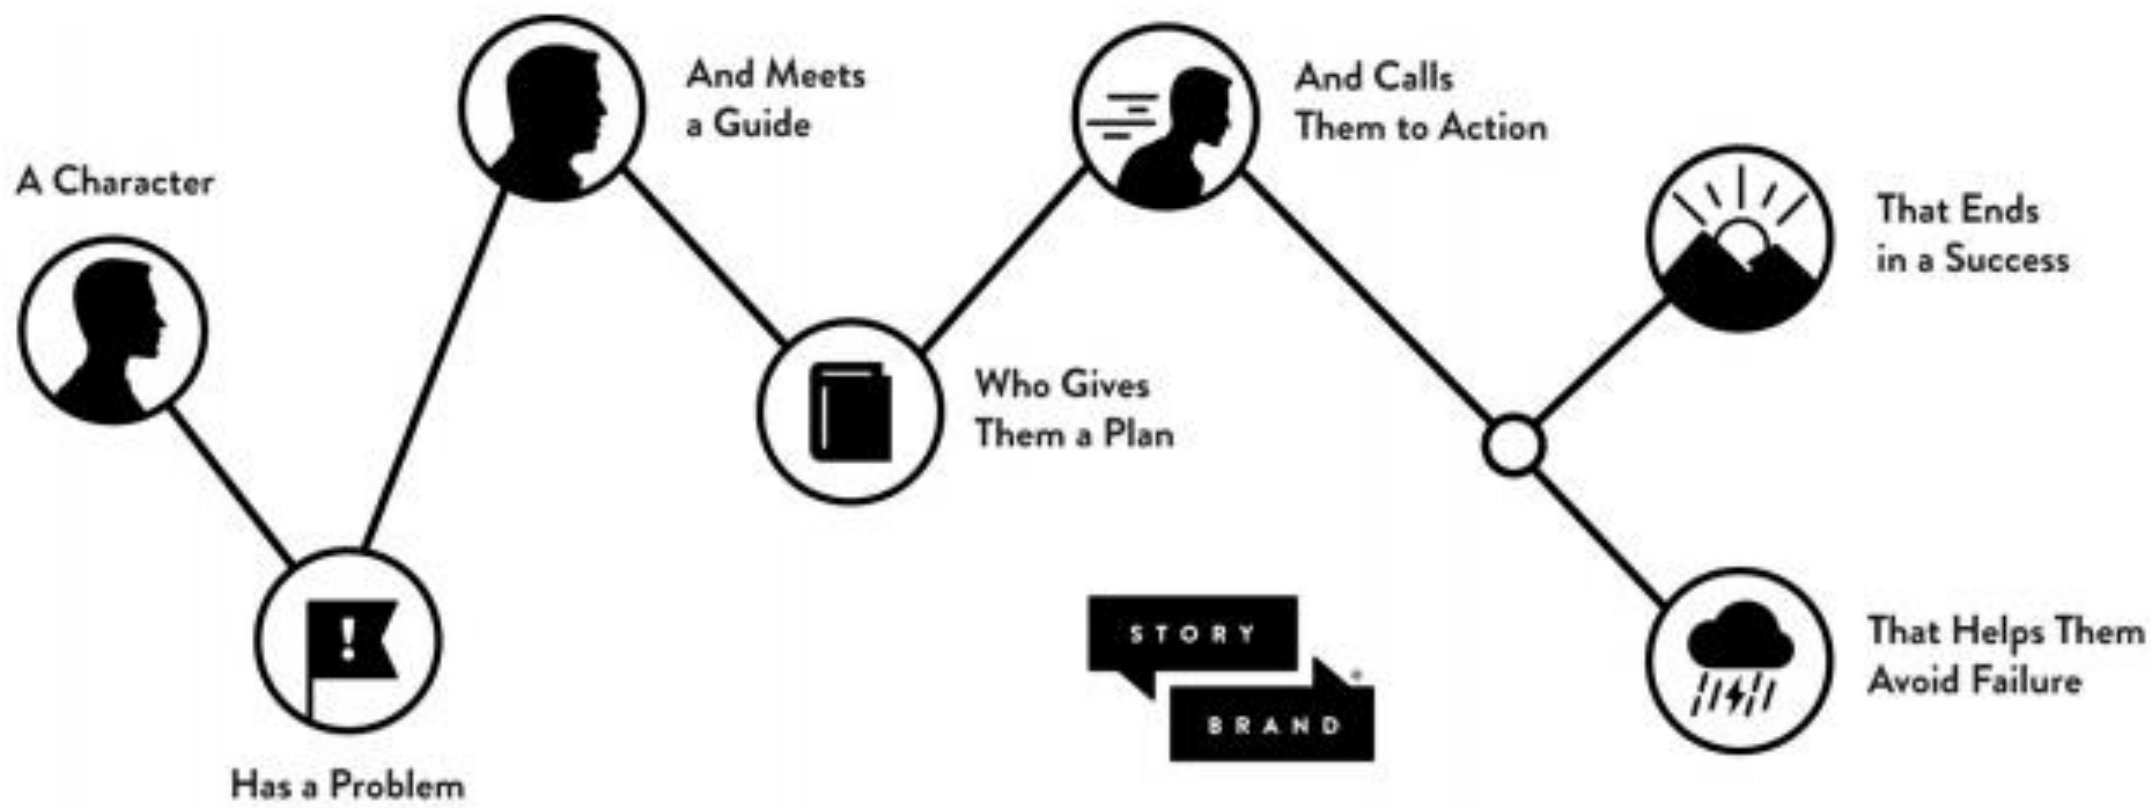 A Character
Has a Problem
And Meets
a Guide
Who Gives
Them a Plan
And Calls
Them to Action
That Ends
in a Success
That Helps Them
Avoid Failure
!
STORY
BRAND